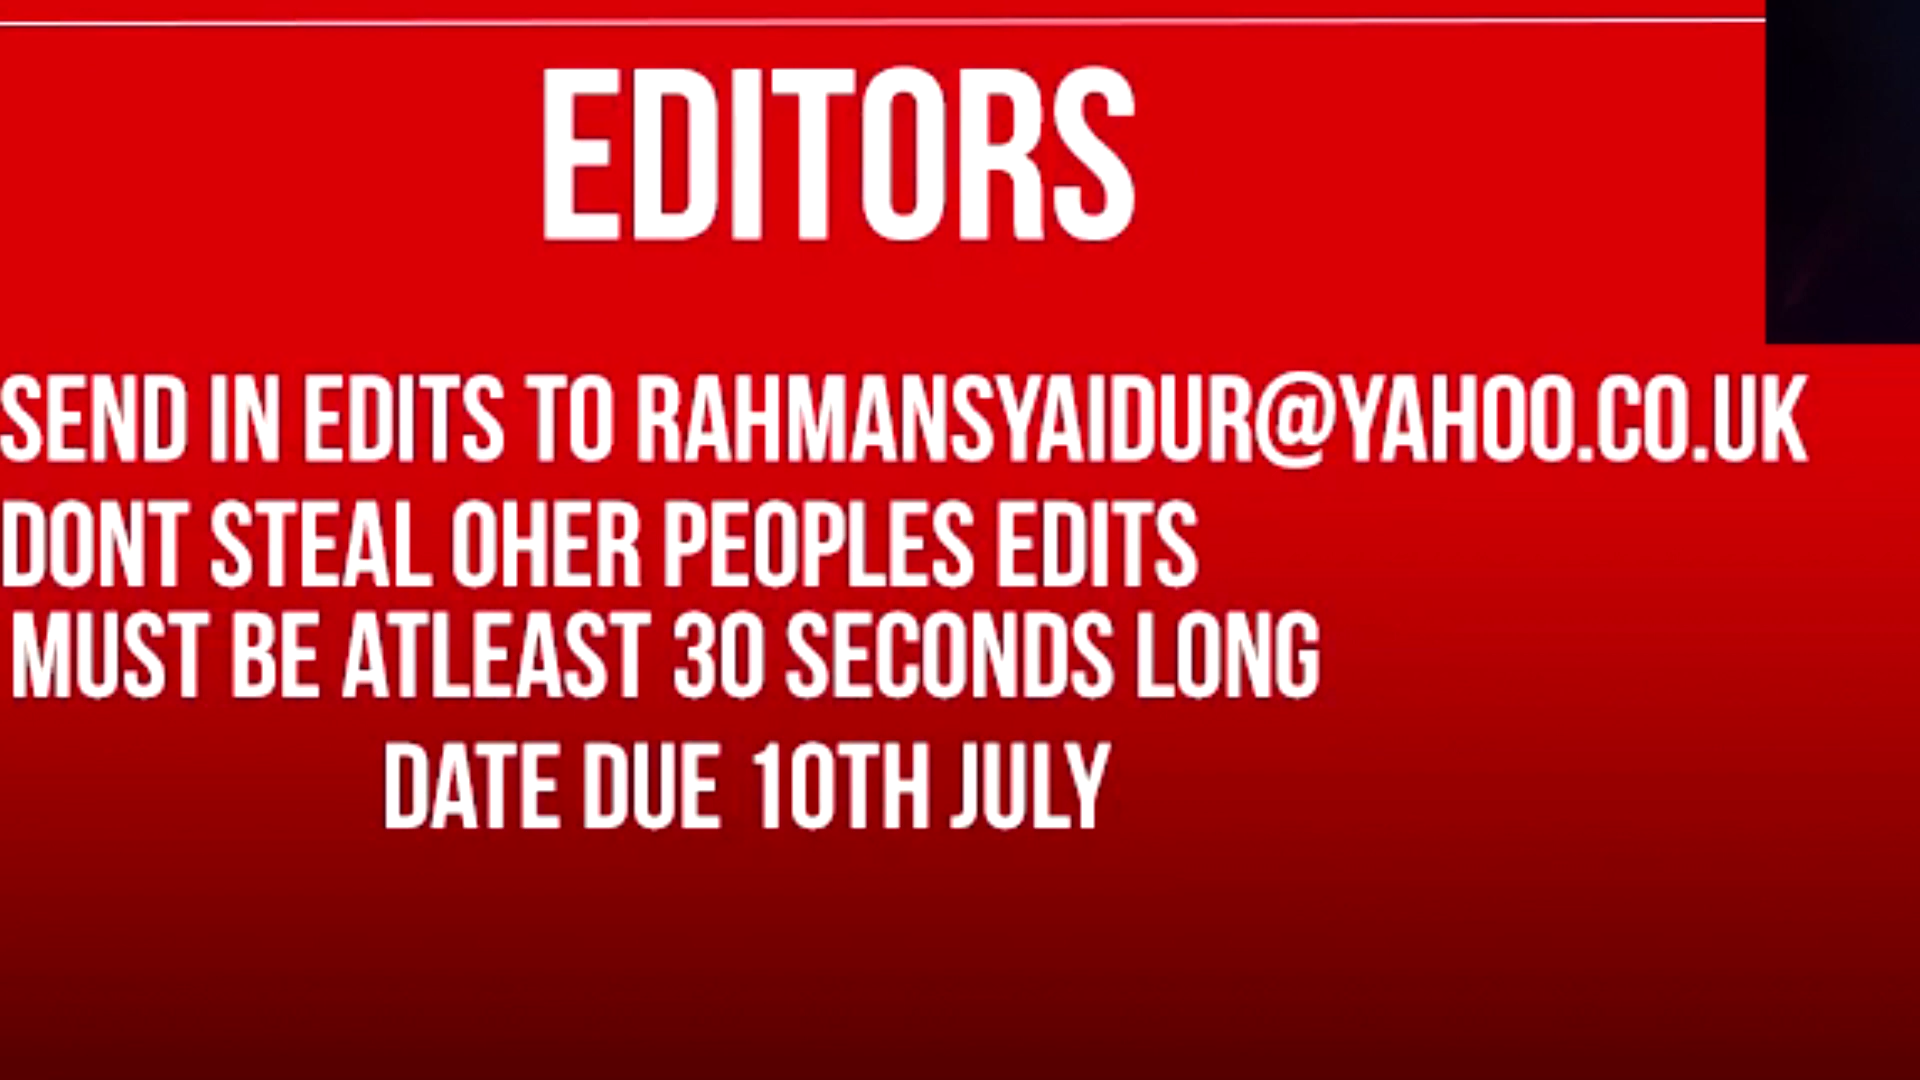 EDITORS
SEND IN EDITS TO RAHMANSYAIDUR@YAHOO.CO.UK
DONT STEAL OHER PEOPLES EDITS
MUST BE ATLEAST 30 SECONDS LONG
DATE DUE 10TH JULY